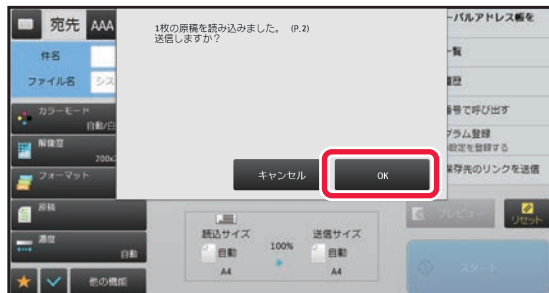 宛先 AAA
件名
ファイル名 シス
カラーモード
自動/白
解像度
200x2
フォーマット
原稿
濃度
自動
他の機能
1枚の原稿を読み込みました。 (P.2)
送信しますか?
キャンセル
OK
ーバルアドレス帳を
一覧
履歴
番号で呼び出す
グラム登録
の設定を登録する
保存先のリンクを送信
読込サイズ
自動
A4
100%
送信サイズ
自動
A4
プレビュー
リセット
スタート